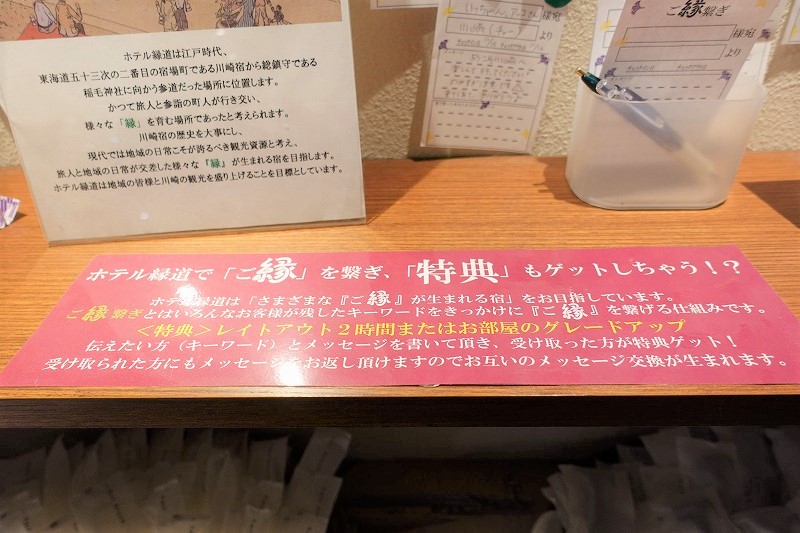 ホテル縁道は江戸時代、
東海道五十三次の二番目の宿場町である川崎宿から総鎮守である
稲毛神社に向かう参道だった場所に位置します。
かつて旅人と参詣の町人が行き交い、
様々な「縁」を育む場所であったと考えられます。
川崎宿の歴史を大事にし、
現代では地域の日常こそが誇るべき観光資源と考え、
旅人と地域の日常が交差した様々な『縁』が生まれる宿を目指します。
ホテル縁道は地域の皆様と川崎の観光を盛り上げることを目標としています。
様宛
より
ご縁繋ぎ
様宛
より
ホテル縁道で「ご縁」を繋ぎ、「特典」もゲットしちゃう！？
ホテル縁道は「さまざまな『ご縁』が生まれる宿」をお目指しています。
ご縁繋ぎとはいろんなお客様が残したキーワードをきっかけに『ご縁』を繋げる仕組みです。
＜特典＞レイトアウト２時間またはお部屋のグレードアップ
伝えたい方（キーワード）とメッセージを書いて頂き、受け取った方が特典ゲット！
受け取られた方にもメッセージをお返し頂けますのでお互いのメッセージ交換が生まれます。